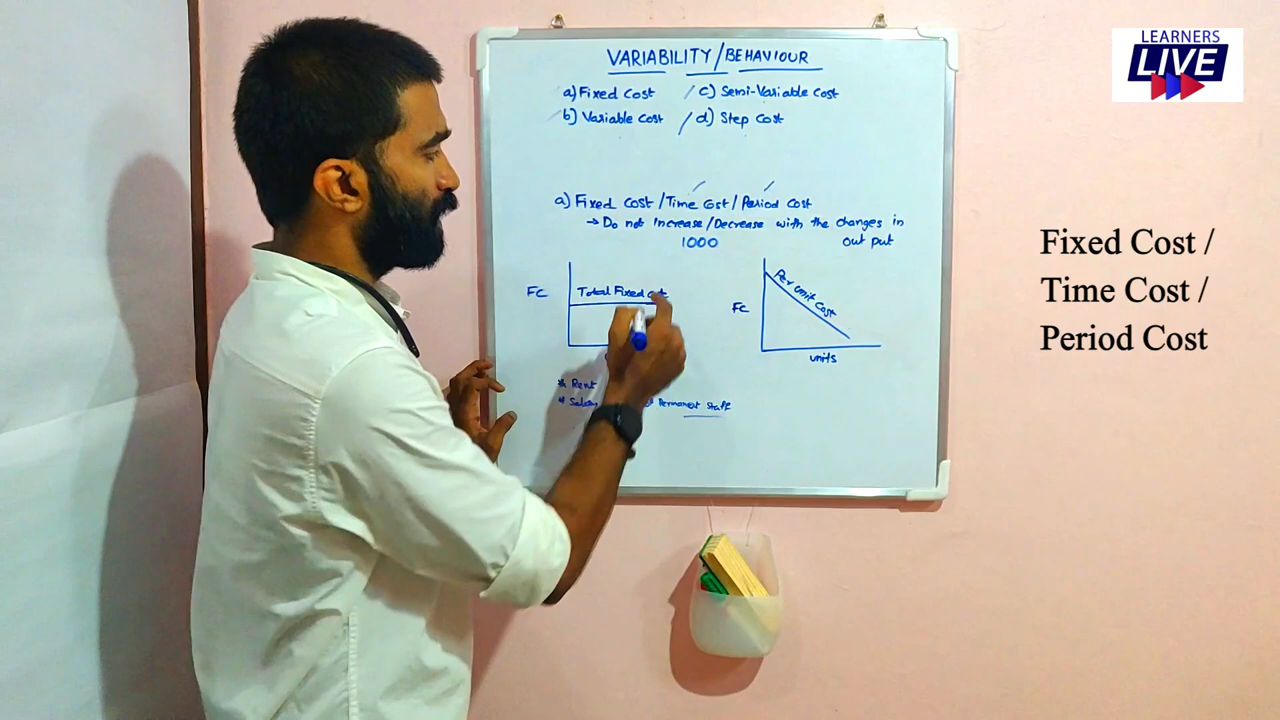 LEARNERS
LIVE
VARIABILITY/BEHAVIOUR
a) Fixed Cost
c) Semi-Variable Cost
b) Variable Cost
d) Step Cost
a) Fixed Cost / Time Cost / Period Cost
→ Do not Increase/Decrease with the changes in
1000
out put
FC
Total Fixed cost
FC
Per unit Cost
units
* Rent
* Salary
Permanent Staff
Fixed Cost /
Time Cost /
Period Cost